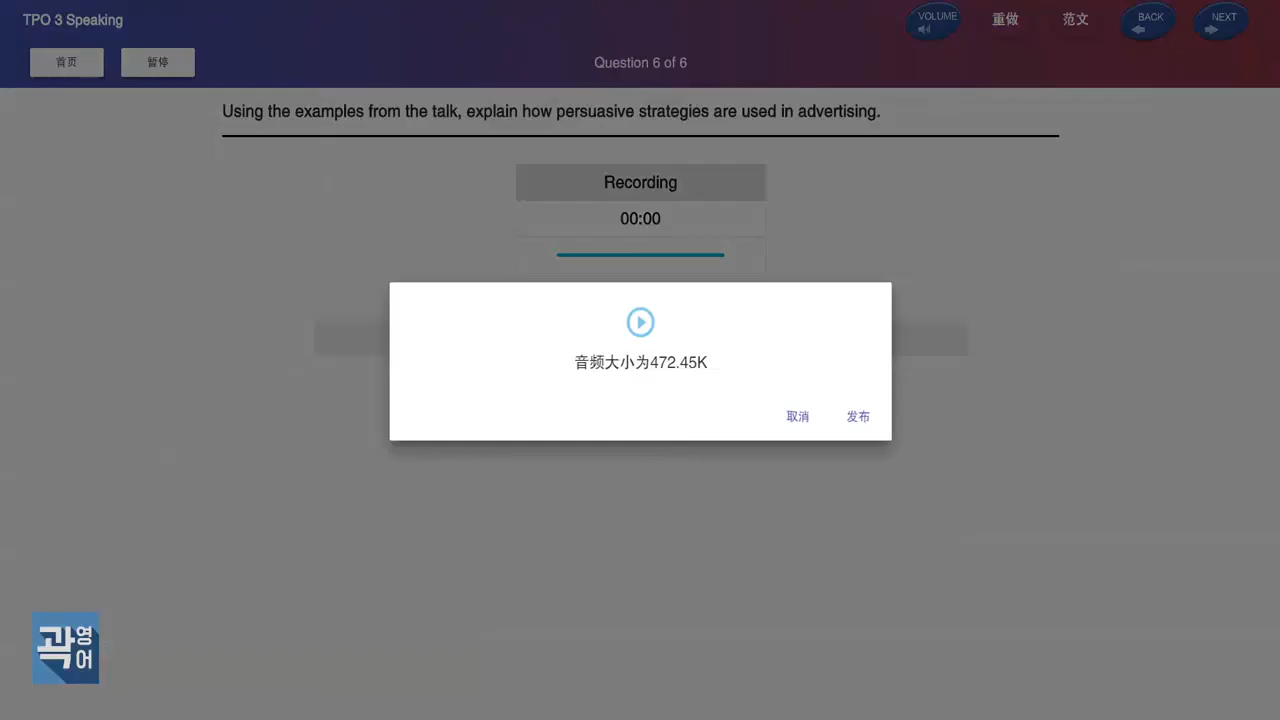 TPO 3 Speaking
VOLUME
重做
范文
BACK
NEXT
首页
暂停
Question 6 of 6
Using the examples from the talk, explain how persuasive strategies are used in advertising.
Recording
00:00
音频大小为472.45K
取消
发布
곽영어